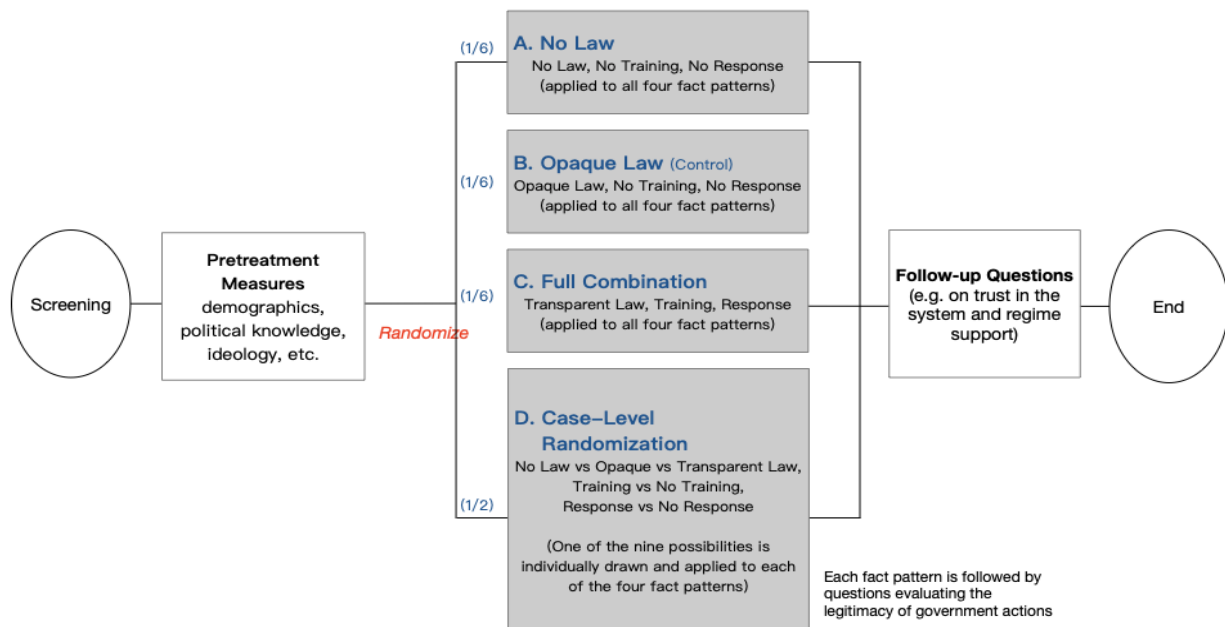 Screening
Pretreatment
Measures
demographics,
political knowledge,
ideology, etc.
Randomize
(1/6)
A. No Law
No Law, No Training, No Response
(applied to all four fact patterns)
(1/6)
B. Opaque Law (Control)
Opaque Law, No Training, No Response
(applied to all four fact patterns)
(1/6)
C. Full Combination
Transparent Law, Training, Response
(applied to all four fact patterns)
(1/2)
D. Case-Level
Randomization
No Law vs Opaque vs Transparent Law,
Training vs No Training,
Response vs No Response
(One of the nine possibilities is
individually drawn and applied to each
of the four fact patterns)
Follow-up Questions
(e.g. on trust in the
system and regime
support)
End
Each fact pattern is followed by
questions evaluating the
legitimacy of government actions